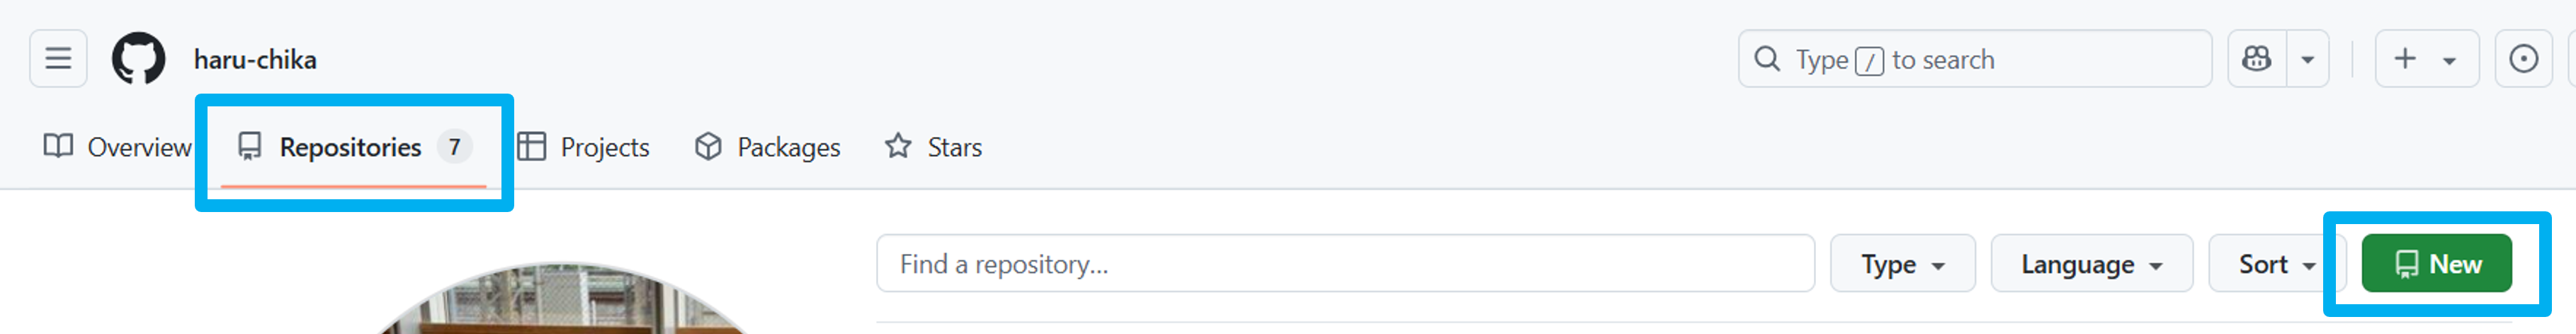 haru-chika
Type / to search
Overview Repositories 7 Projects Packages Stars
Find a repository... Type Language Sort New